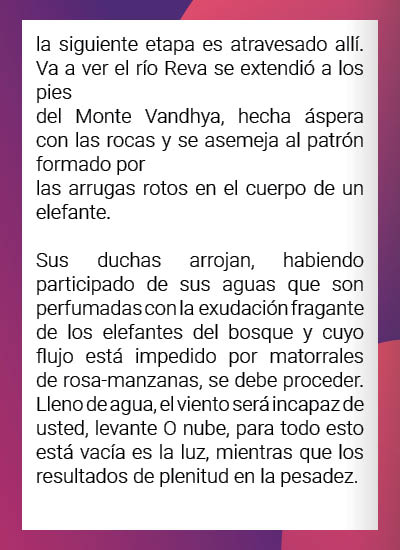 la siguiente etapa es atravesado allí.
Va a ver el río Reva se extendió a los
pies
del Monte Vandhya, hecha áspera
con las rocas y se asemeja al patrón
formado por
las arrugas rotos en el cuerpo de un
elefante.

Sus duchas arrojan, habiendo
participado de sus aguas que son
perfumadas con la exudación fragante
de los elefantes del bosque y cuyo
flujo está impedido por matorrales
de rosa-manzanas, se debe proceder.
Lleno de agua, el viento será incapaz de
usted, levante O nube, para todo esto
está vacía es la luz, mientras que los
resultados de plenitud en la pesadez.